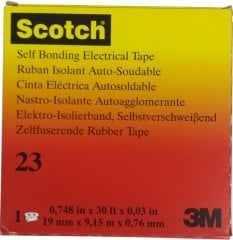 Scotch
Self Bonding Electrical Tape
Ruban Isolant Auto-Soudable
Cinta Eléctrica Autosoldable
Nastro-Isolante Autoagglomerante
Elektro-Isolierband, Selbstverschweißend
Zelffuserende Rubber Tape
23
1
0,748 in x 30 ft x 0,03 in
19 mm x 9,15 m x 0,76 mm
3M